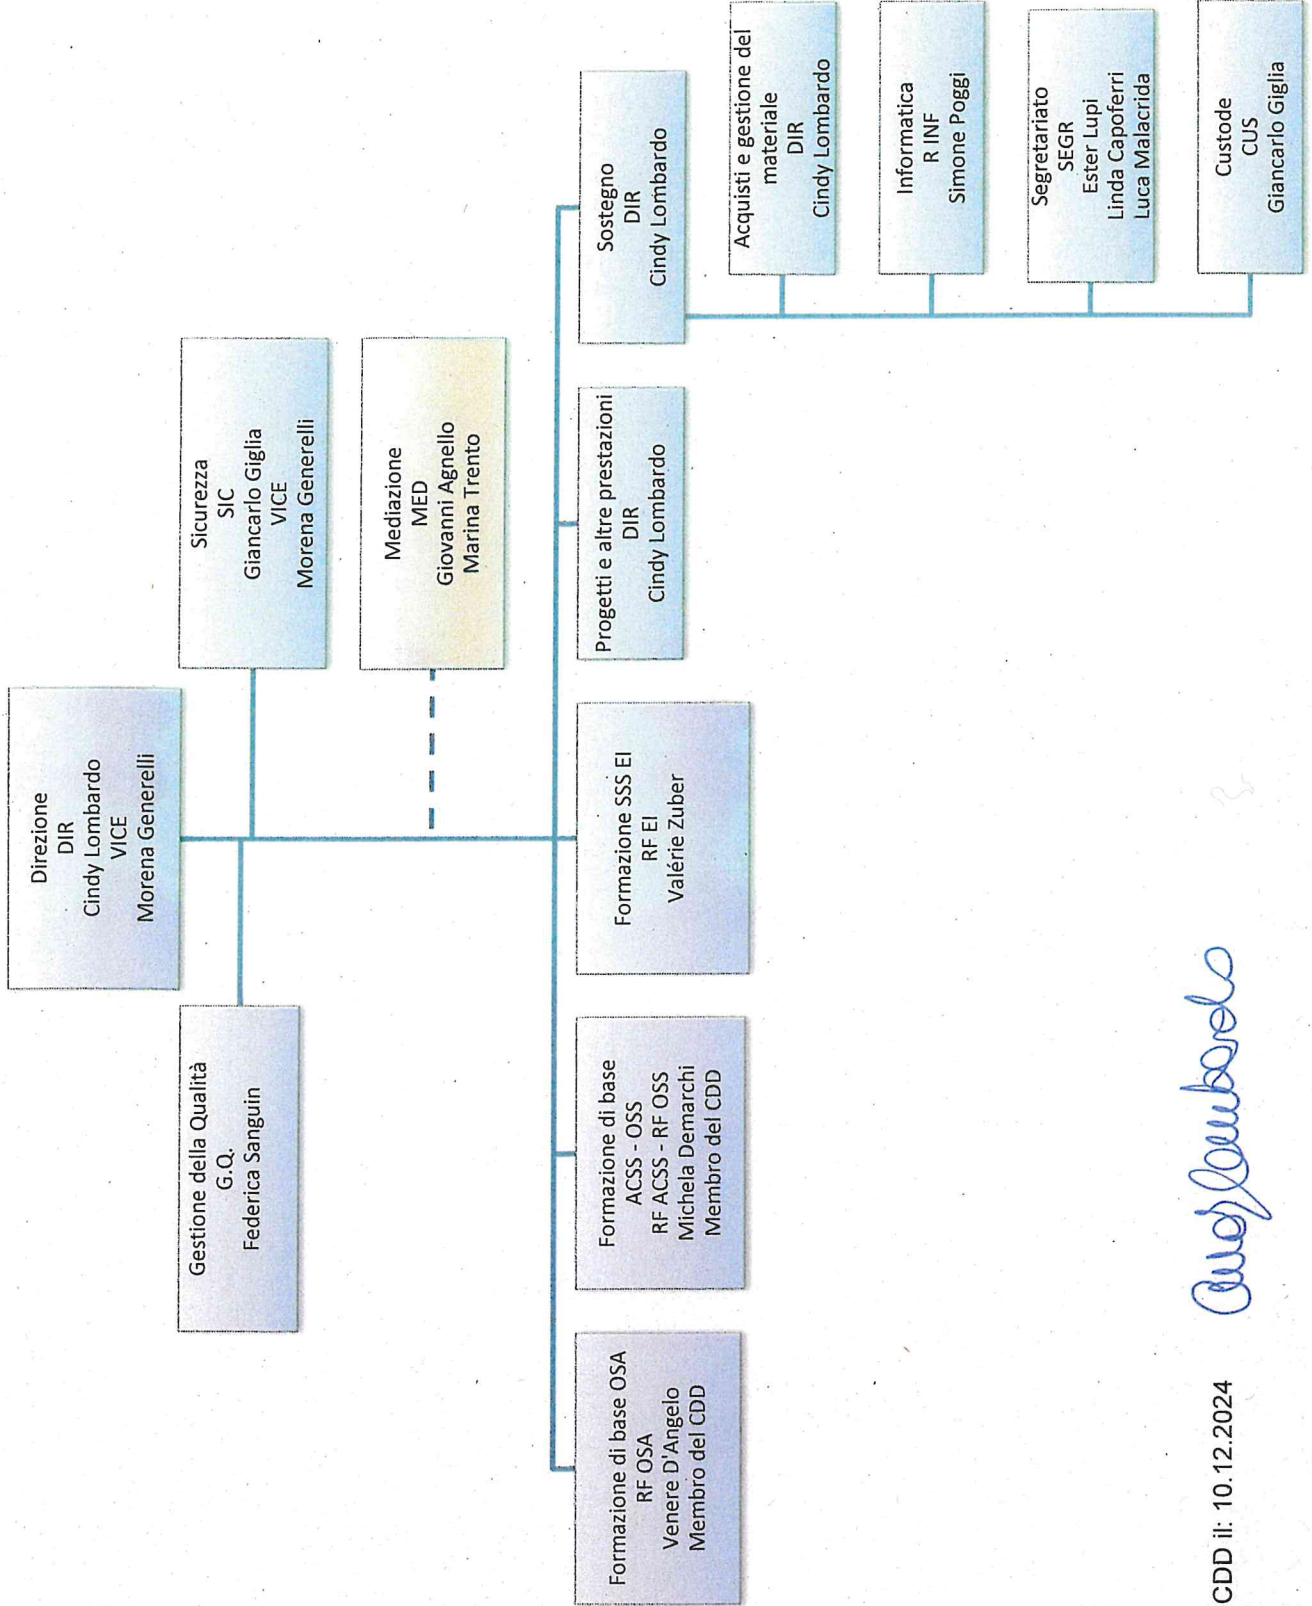 Direzione
DIR
Cindy Lombardo
VICE
Morena Generelli
Gestione della Qualità
G.Q.
Federica Sanguin
Sicurezza
SIC
Giancarlo Giglia
VICE
Morena Generelli
Mediazione
MED
Giovanni Agnello
Marina Trento
Formazione di base OSA
RF OSA
Venere D'Angelo
Membro del CDD
Formazione di base
ACSS - OSS
RF ACSS - RF OSS
Michela Demarchi
Membro del CDD
Formazione SSS EI
RF EI
Valérie Zuber
Progetti e altre prestazioni
DIR
Cindy Lombardo
Sostegno
DIR
Cindy Lombardo
Acquisti e gestione del
materiale
DIR
Cindy Lombardo
Informatica
R INF
Simone Poggi
Segretariato
SEGR
Ester Lupi
Linda Capoferri
Luca Malacrida
Custode
CUS
Giancarlo Giglia
CDD il: 10.12.2024